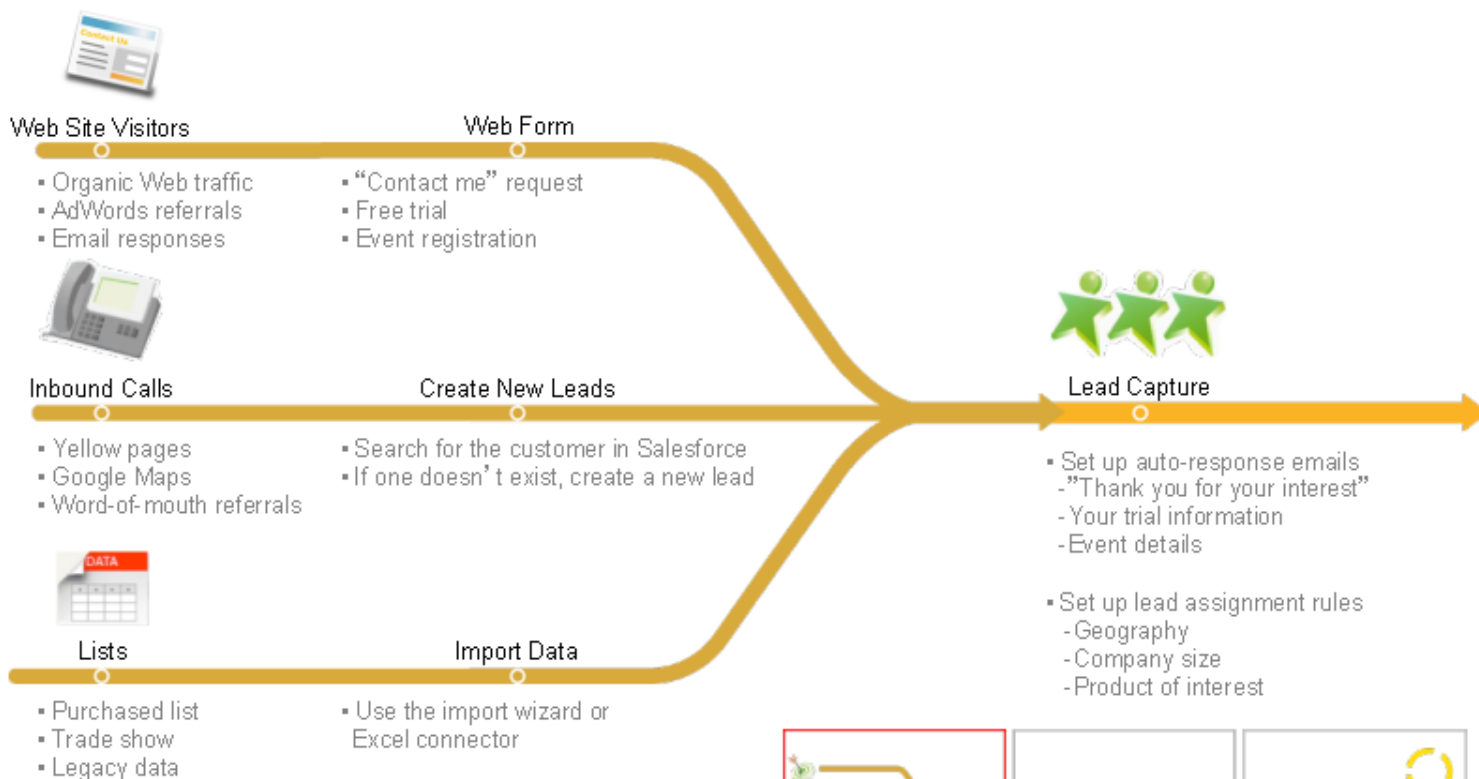 Contact Us
Web Site Visitors
▪ Organic Web traffic
▪ AdWords referrals
▪ Email responses
Web Form
▪ “Contact me” request
▪ Free trial
▪ Event registration
Inbound Calls
▪ Yellow pages
▪ Google Maps
▪ Word-of-mouth referrals
Create New Leads
▪ Search for the customer in Salesforce
▪ If one doesn’t exist, create a new lead
DATA
Lists
▪ Purchased list
▪ Trade show
▪ Legacy data
Import Data
▪ Use the import wizard or
Excel connector
Lead Capture
▪ Set up auto-response emails
-”Thank you for your interest”
- Your trial information
- Event details
▪ Set up lead assignment rules
- Geography
- Company size
- Product of interest